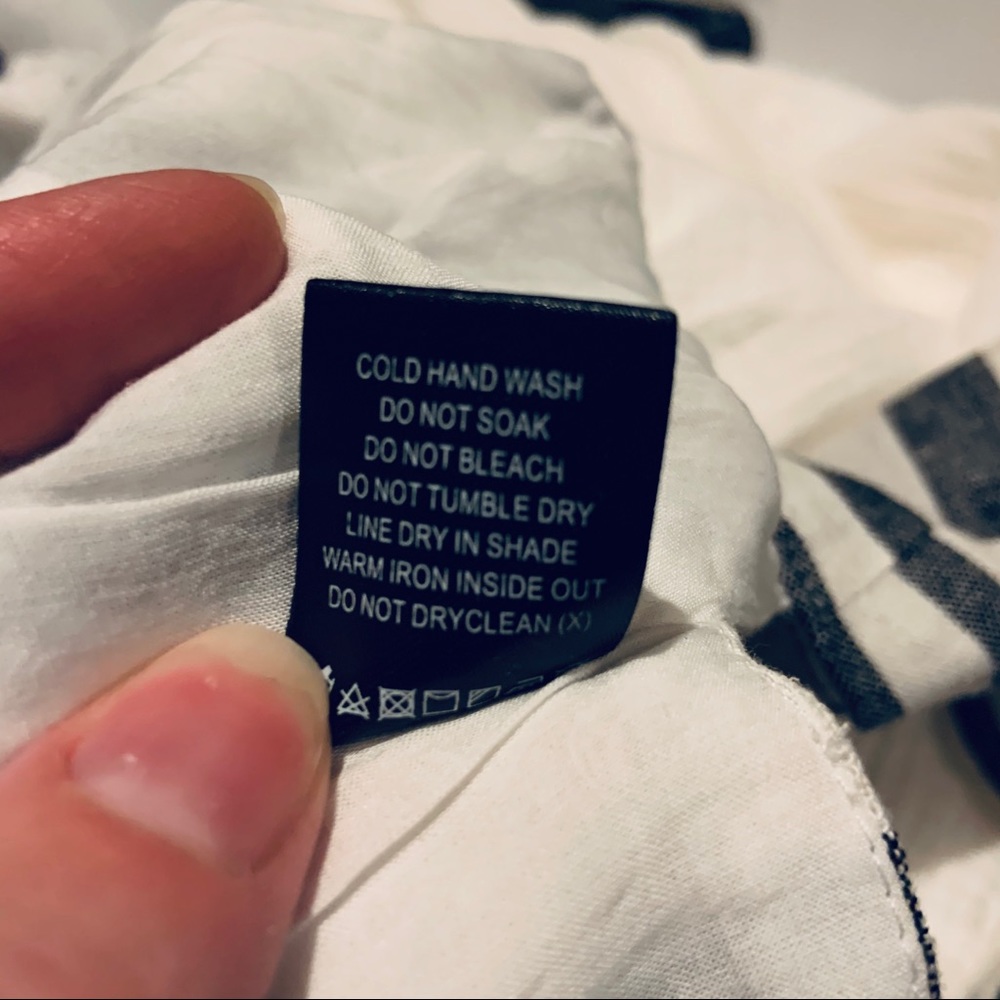 COLD HAND WASH
DO NOT SOAK
DO NOT BLEACH
DO NOT TUMBLE DRY
LINE DRY IN SHADE
WARM IRON INSIDE OUT
DO NOT DRYCLEAN (X)